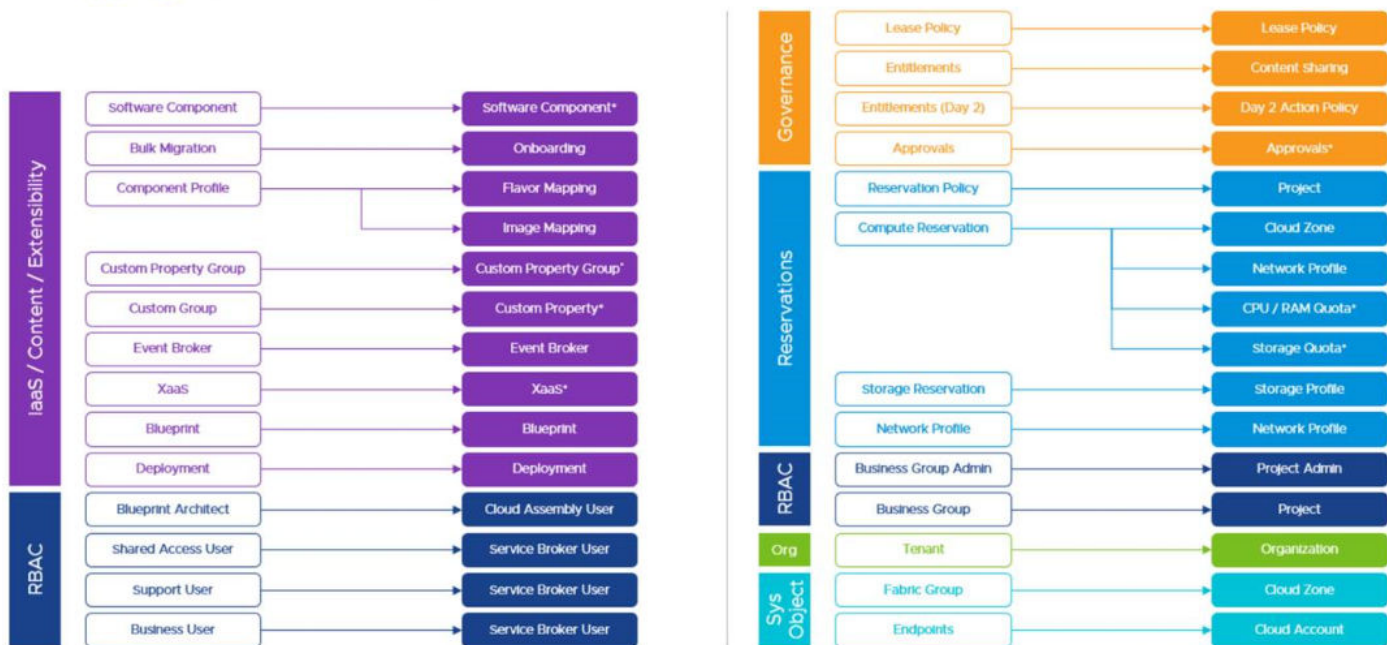 IaaS / Content / Extensibility
Software Component
Software Component*
Bulk Migration
Onboarding
Component Profile
Flavor Mapping
Image Mapping
Custom Property Group
Custom Property Group*
Custom Group
Custom Property*
Event Broker
Event Broker
XaaS
XaaS*
Blueprint
Blueprint
Deployment
Deployment
RBAC
Blueprint Architect
Cloud Assembly User
Shared Access User
Service Broker User
Support User
Service Broker User
Business User
Service Broker User
Governance
Lease Policy
Lease Policy
Entitlements
Content Sharing
Entitlements (Day 2)
Day 2 Action Policy
Approvals
Approvals*
Reservations
Reservation Policy
Project
Compute Reservation
Cloud Zone
Network Profile
CPU / RAM Quota*
Storage Quota*
Storage Reservation
Storage Profile
Network Profile
Network Profile
RBAC
Business Group Admin
Project Admin
Business Group
Project
Org
Tenant
Organization
Sys
Object
Fabric Group
Cloud Zone
Endpoints
Cloud Account